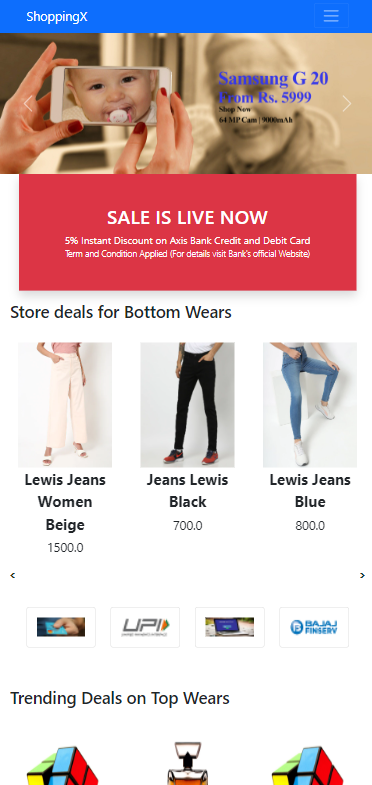 ShoppingX
Samsung G 20
From Rs. 5999
Shop Now
64 MP Cam | 9000mAh
SALE IS LIVE NOW
5% Instant Discount on Axis Bank Credit and Debit Card
Term and Condition Applied (For details visit Bank's official Website)
Store deals for Bottom Wears
Lewis Jeans
Women
Beige
1500.0
Jeans Lewis
Black
700.0
Lewis Jeans
Blue
800.0
‹ ›
UPI
BAJAJ
FINSERV
Trending Deals on Top Wears